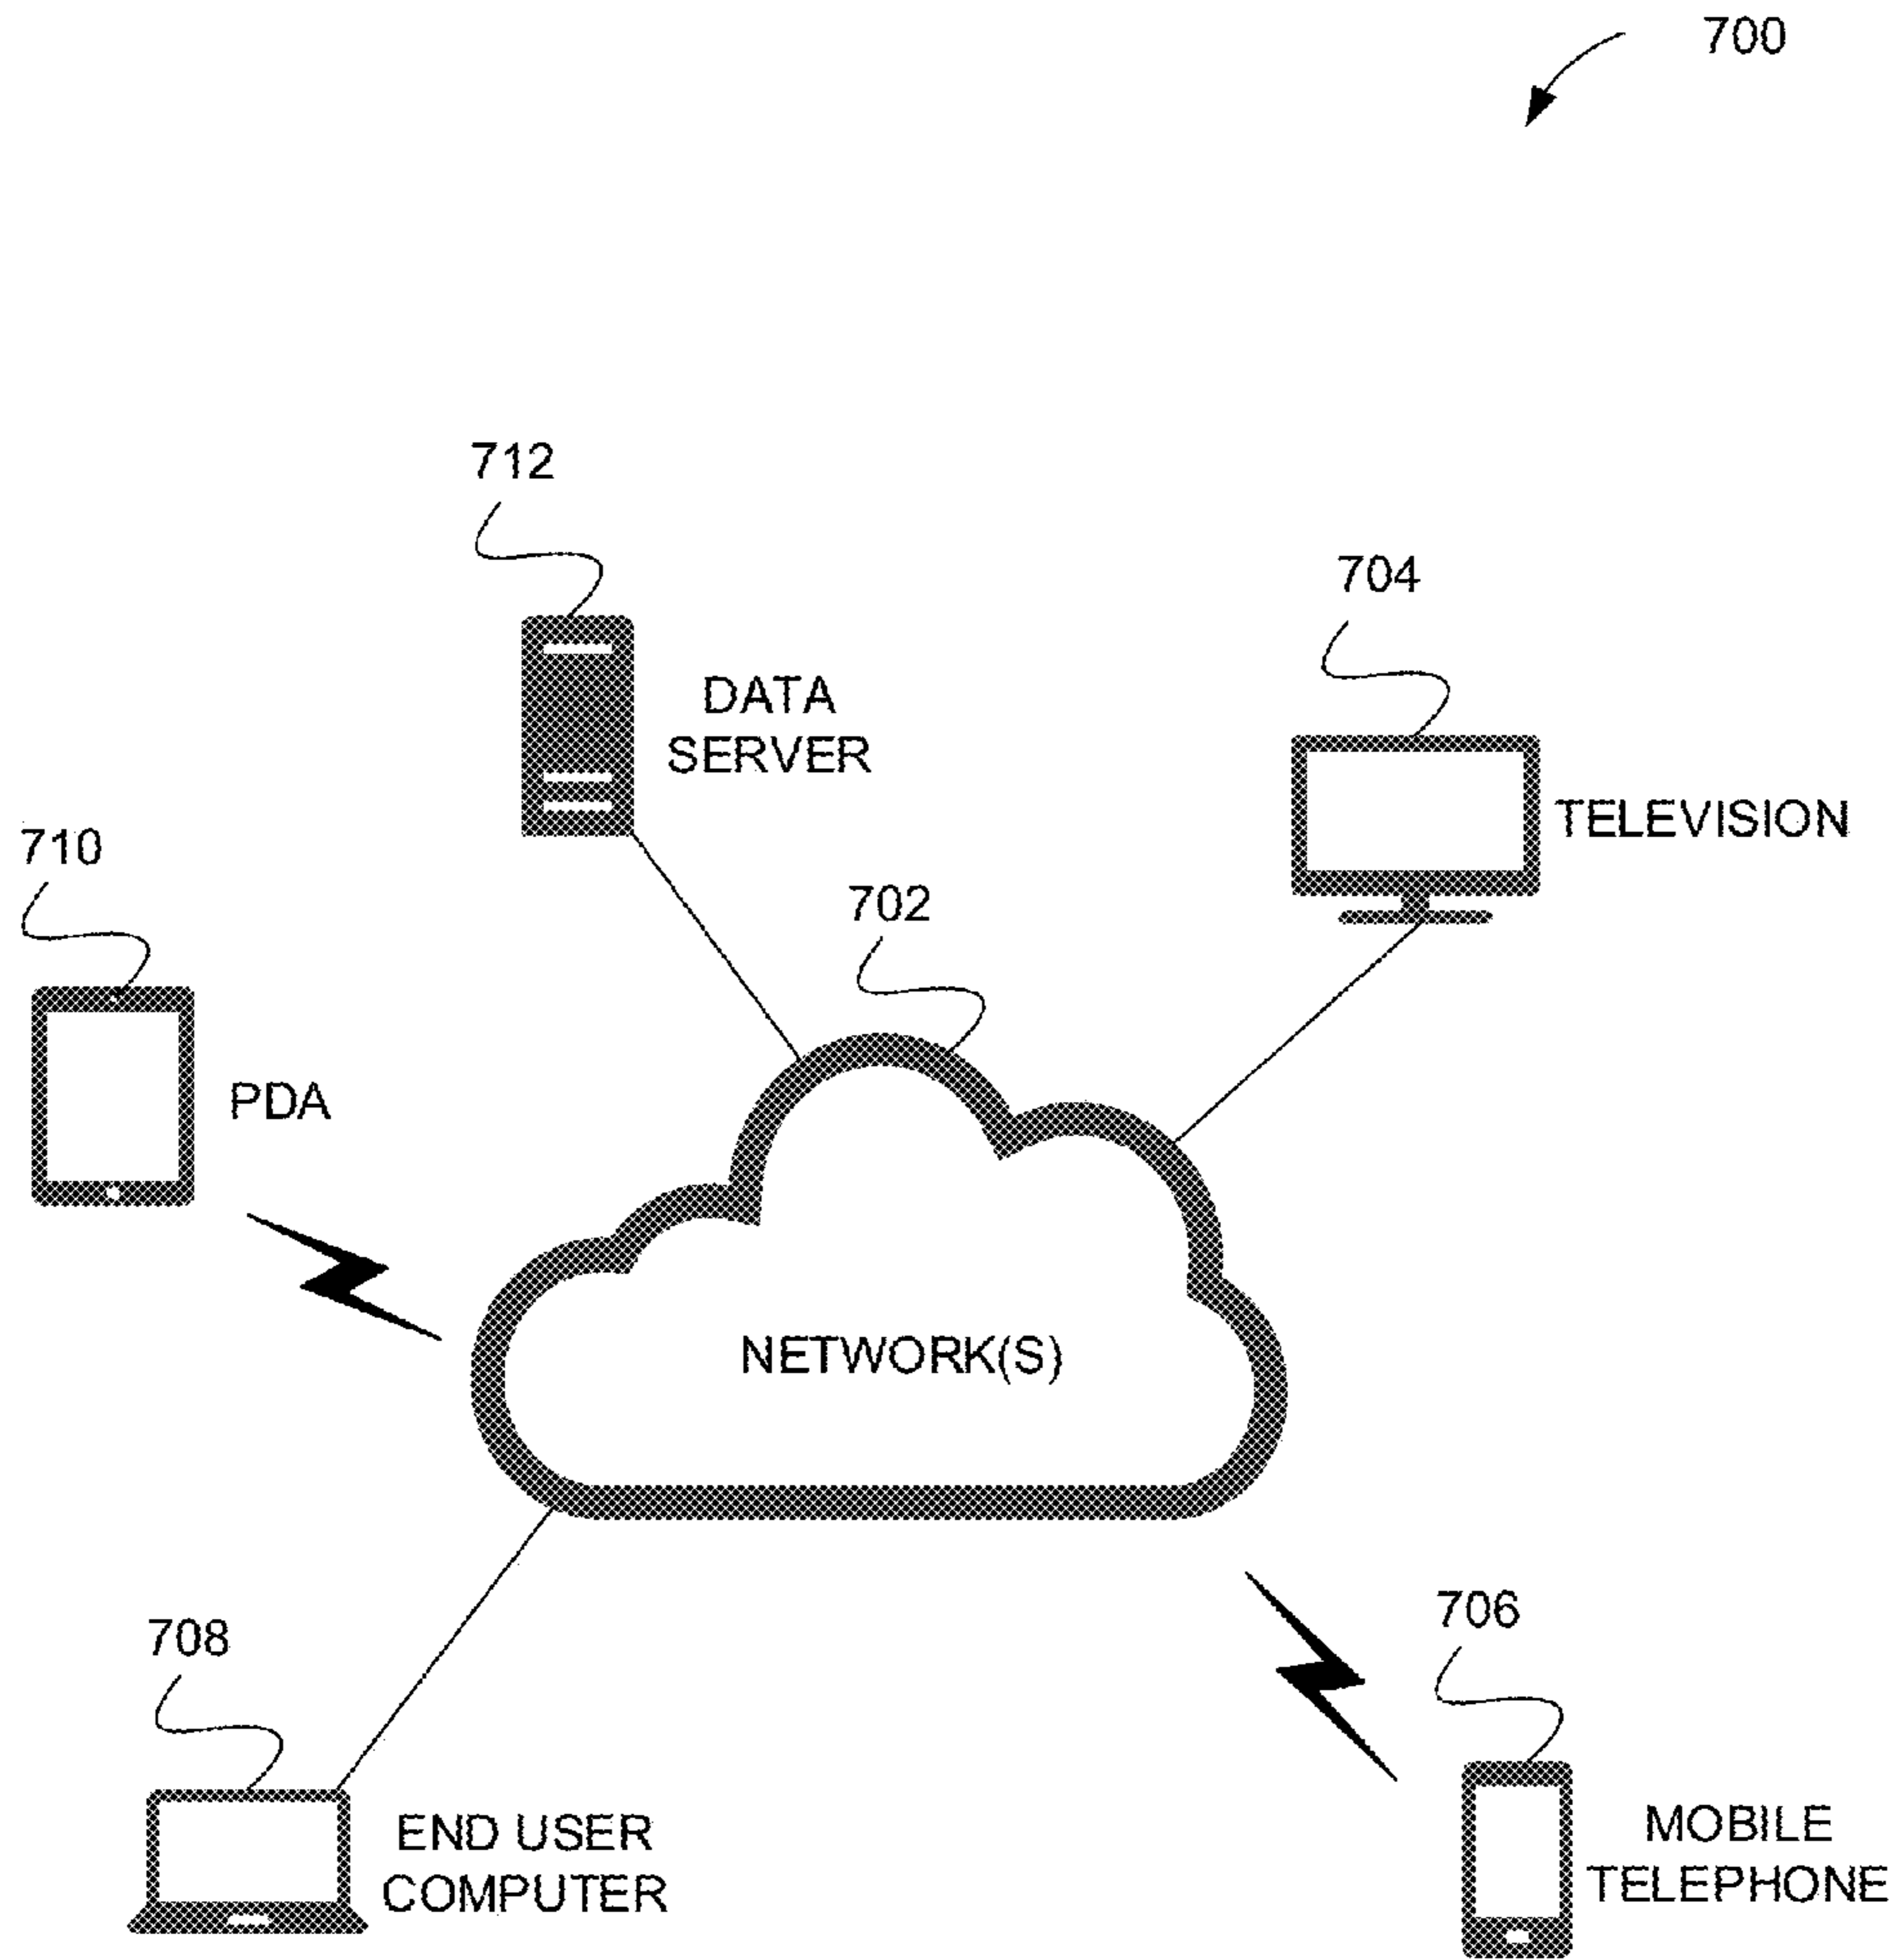 700
712
704
DATA
SERVER
TELEVISION
710
702
PDA
NETWORK(S)
708
706
END USER
COMPUTER
MOBILE
TELEPHONE